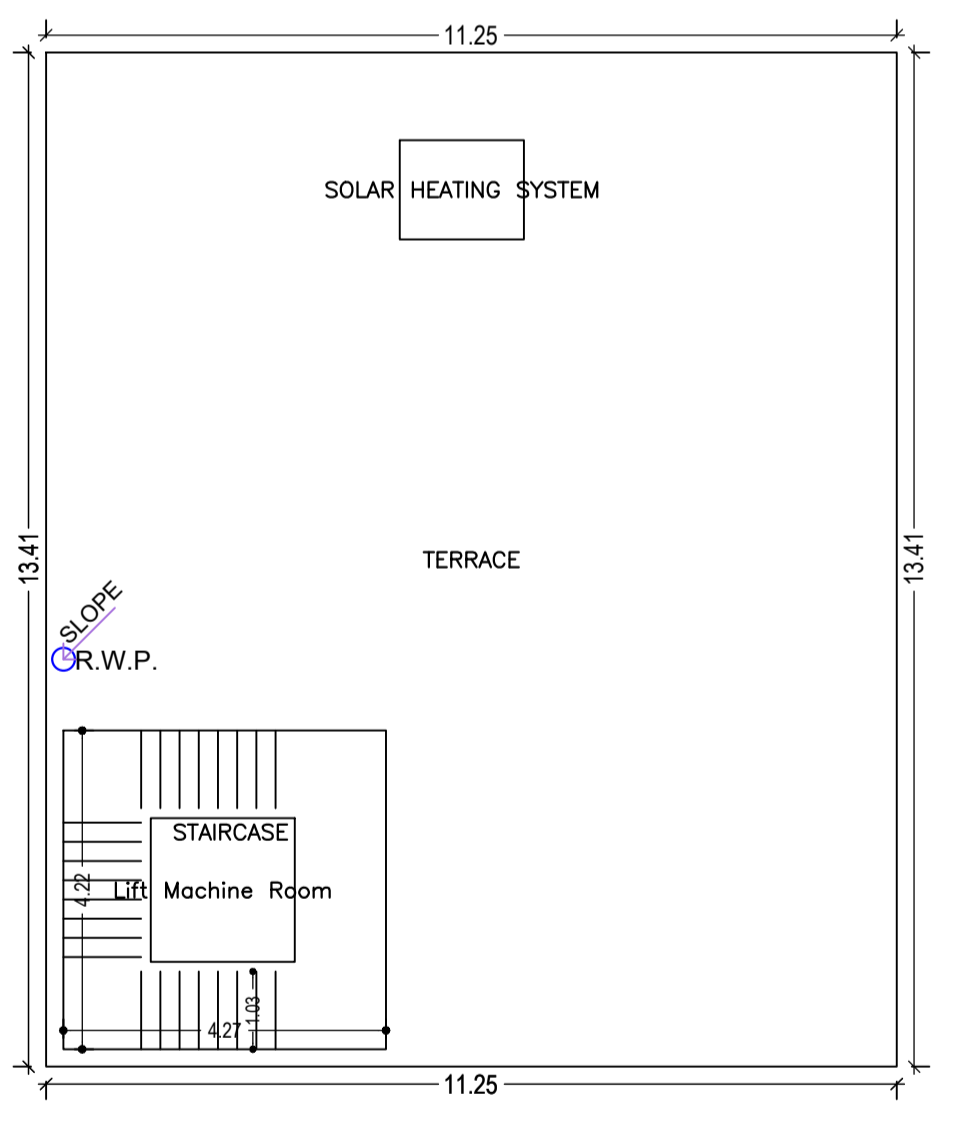 11.25
SOLAR HEATING SYSTEM
13.41
13.41
TERRACE
SLOPE
R.W.P.
STAIRCASE
4.22
Lift Machine Room
1.03
4.27
11.25